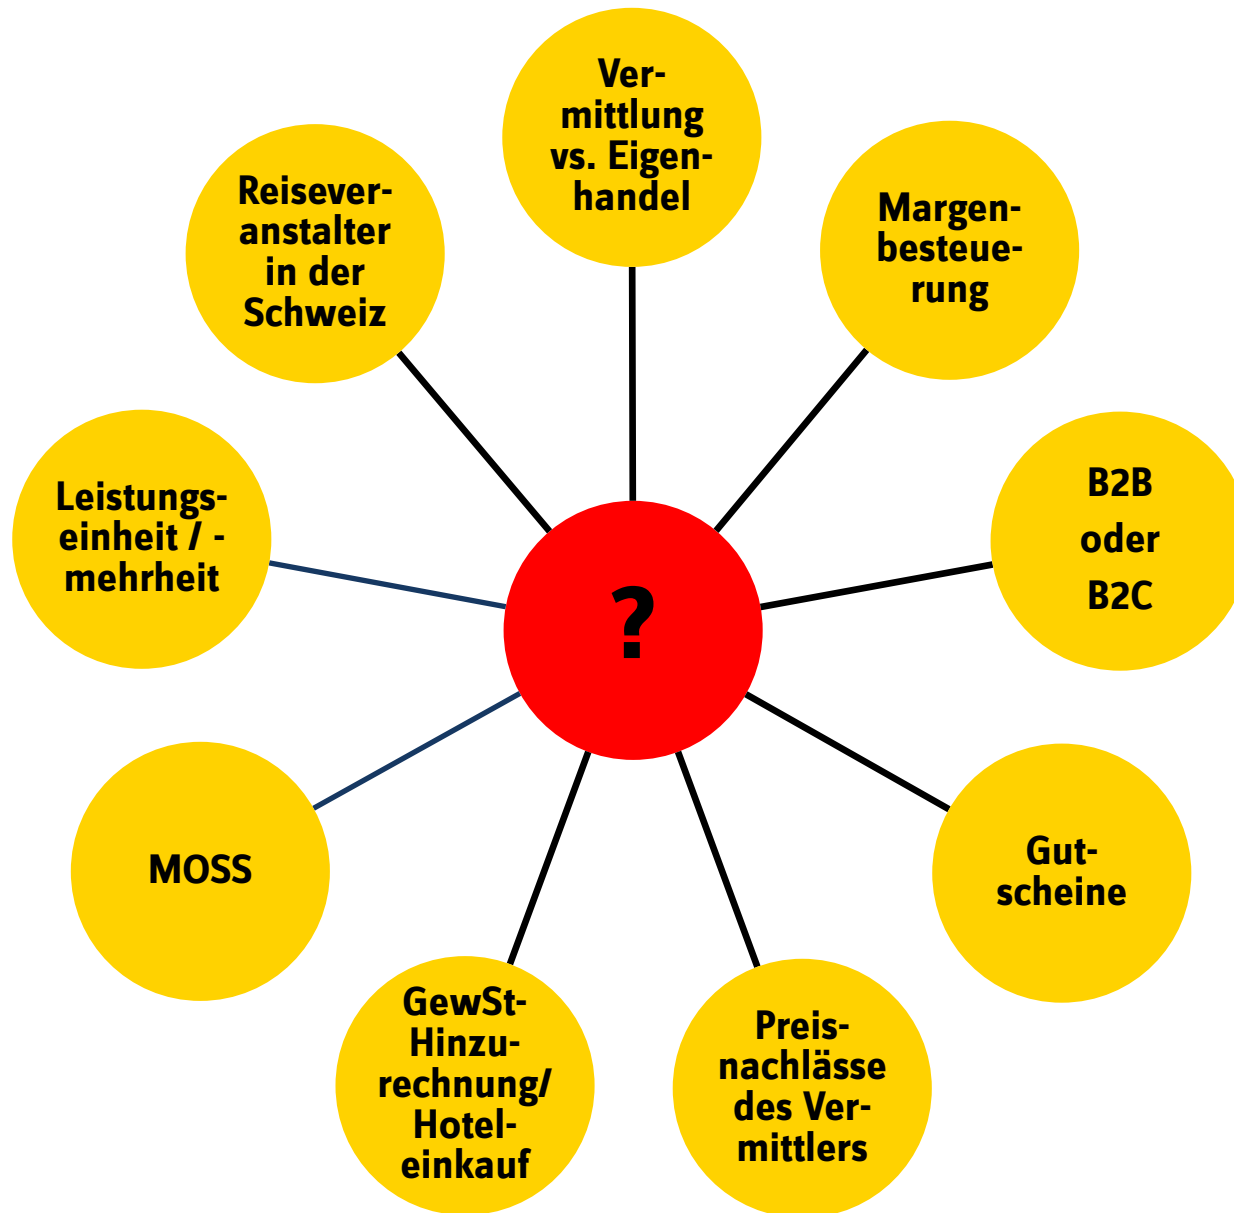 Ver-
mittlung
vs. Eigen-
handel
Margen-
besteue-
rung
B2B
oder
B2C
Gut-
scheine
Preis-
nachlässe
des Ver-
mittlers
GewSt-
Hinzu-
rechnung/
Hotel-
einkauf
MOSS
Leistungs-
einheit / -
mehrheit
Reisever-
anstalter
in der
Schweiz
?